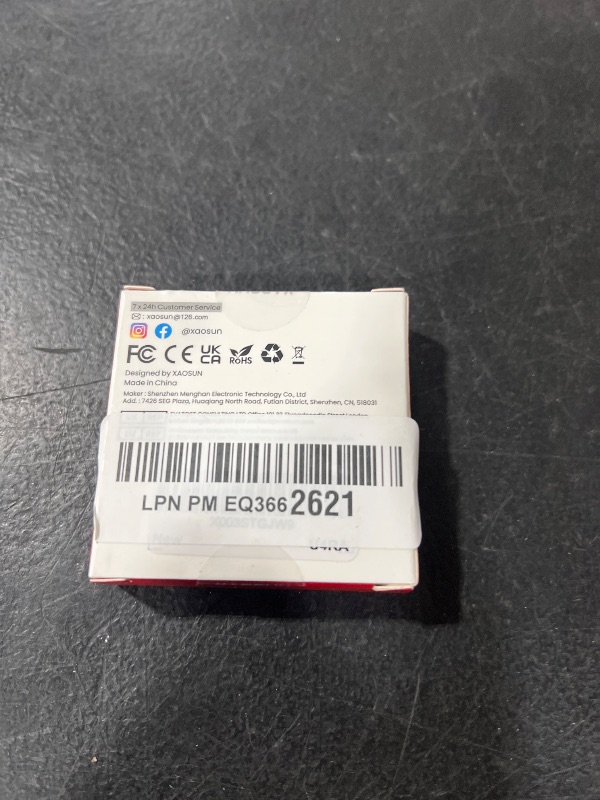 7 x 24h Customer Service
: xaosun@126.com
@xaosun
FC CE UK CA RoHS
Designed by XAOSUN
Made in China
Maker : Shenzhen Menghan Electronic Technology Co., Ltd
Add. : 7426 SEG Plaza, Huaqiang North Road, Futian District, Shenzhen, CN, 518031
LPN PM EQ3662621